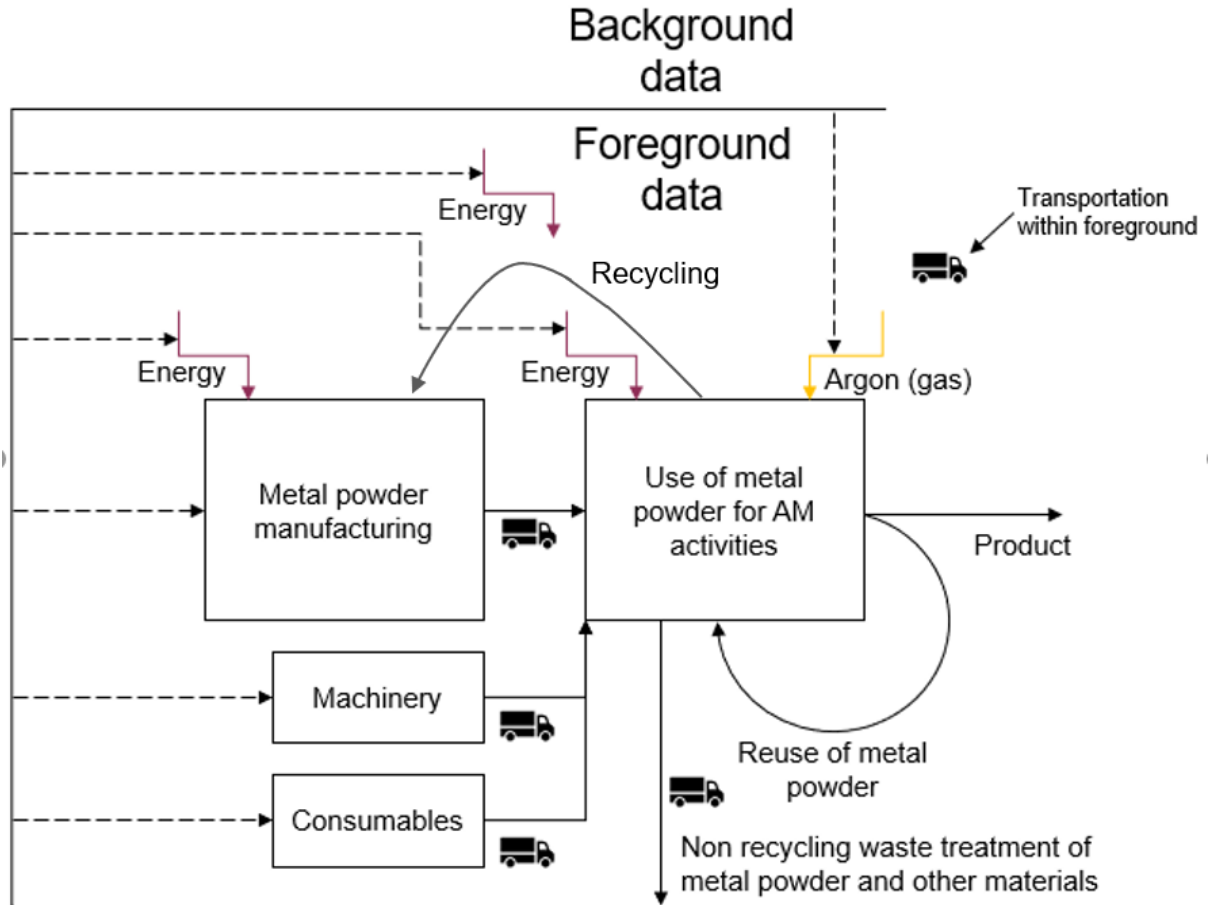 Background
data
Foreground
data
Energy
Transportation
within foreground
Recycling
Energy
Energy
Argon (gas)
Metal powder
manufacturing
Use of metal
powder for AM
activities
Product
Machinery
Reuse of metal
powder
Consumables
Non recycling waste treatment of
metal powder and other materials